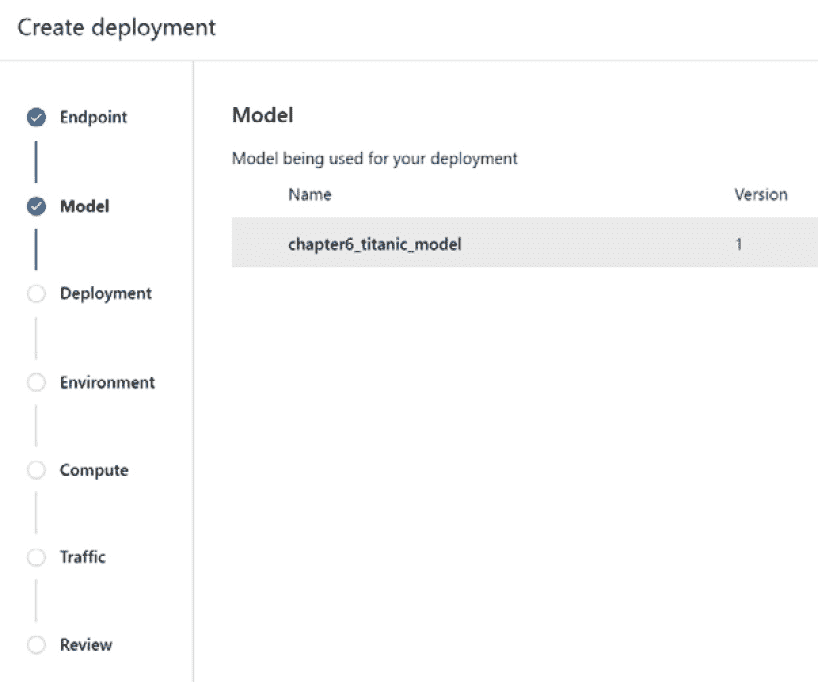 Create deployment
Endpoint
Model
Deployment
Environment
Compute
Traffic
Review
Model
Model being used for your deployment
Name Version
chapter6_titanic_model 1